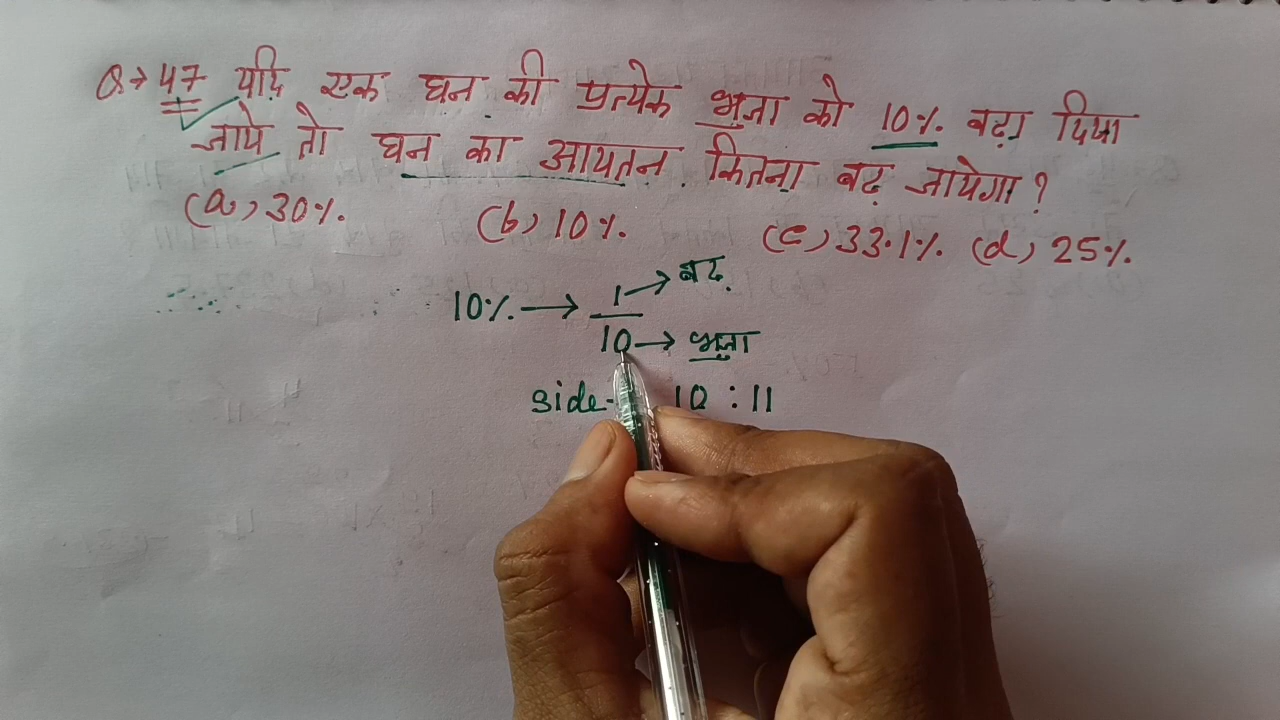 Q→ 47 यदि एक घन की प्रत्येक भुजा को 10% बढ़ा दिया
जाये तो घन का आयतन कितना बढ़ जायेगा?
(a) 30% (b) 10% (c) 33.1% (d) 25%
10% → 1/10 → बढ़
→ भुजा
side- 10 : 11